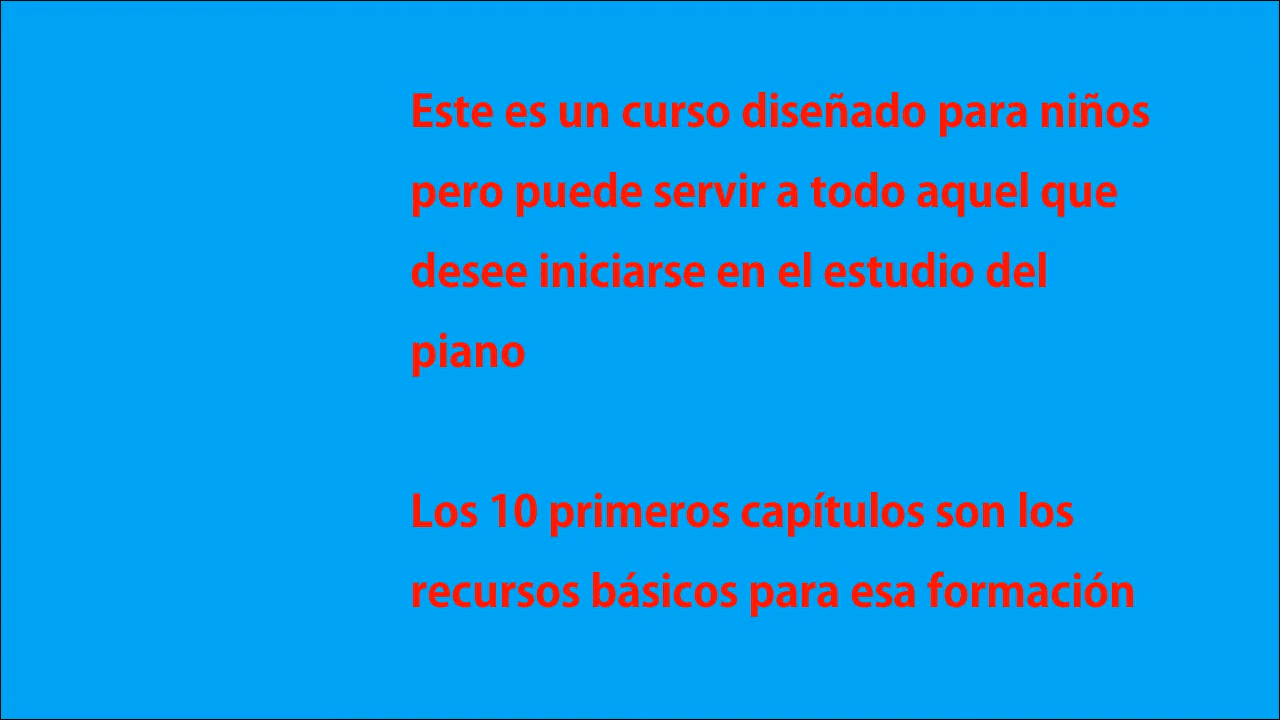 Este es un curso diseñado para niños
pero puede servir a todo aquel que
desee iniciarse en el estudio del
piano
Los 10 primeros capítulos son los
recursos básicos para esa formación